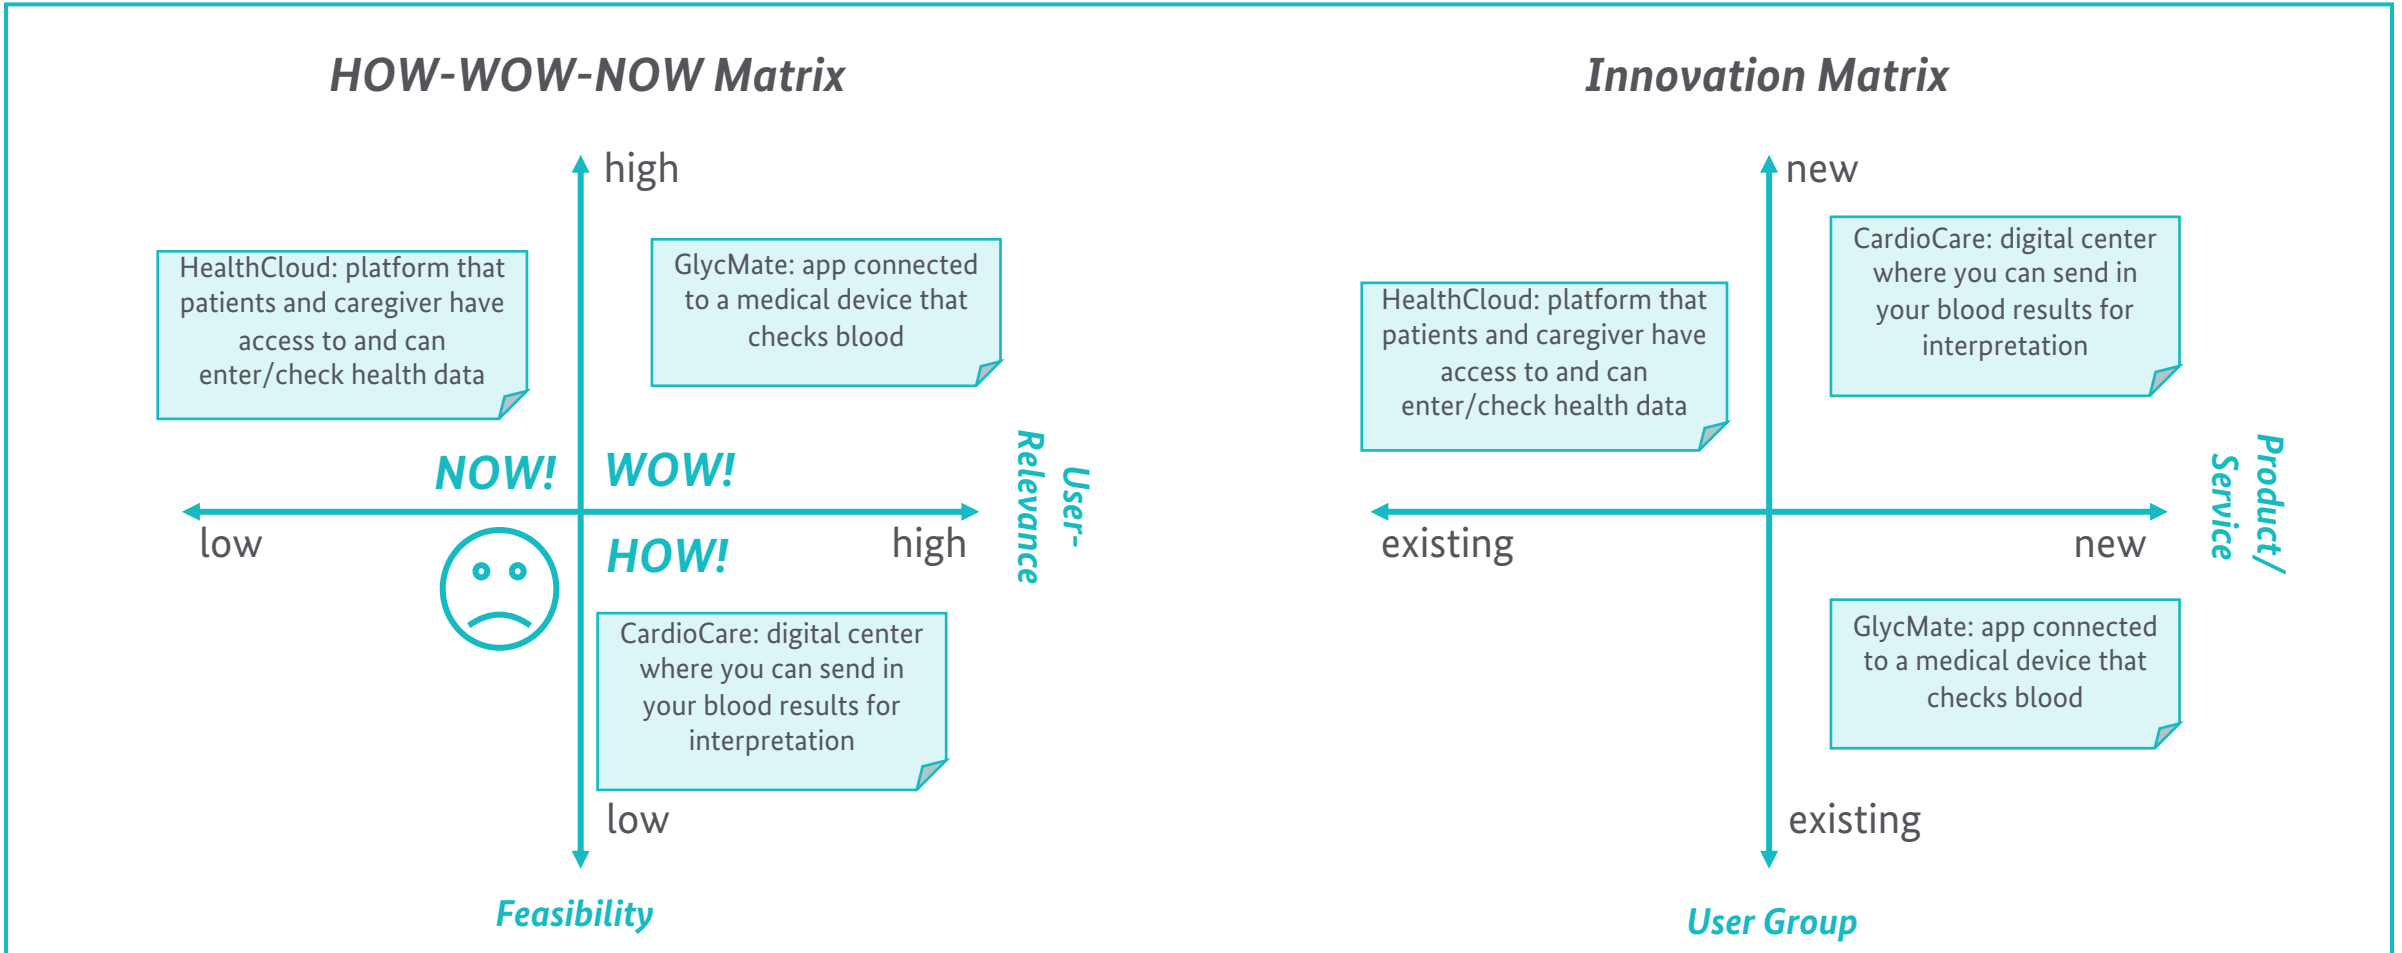 HOW-WOW-NOW Matrix
high
HealthCloud: platform that
patients and caregiver have
access to and can
enter/check health data
GlycMate: app connected
to a medical device that
checks blood
NOW!
WOW!
User-
Relevance
low
HOW!
high
CardioCare: digital center
where you can send in
your blood results for
interpretation
low
Feasibility
Innovation Matrix
new
HealthCloud: platform that
patients and caregiver have
access to and can
enter/check health data
CardioCare: digital center
where you can send in
your blood results for
interpretation
Product/
Service
existing
new
GlycMate: app connected
to a medical device that
checks blood
existing
User Group